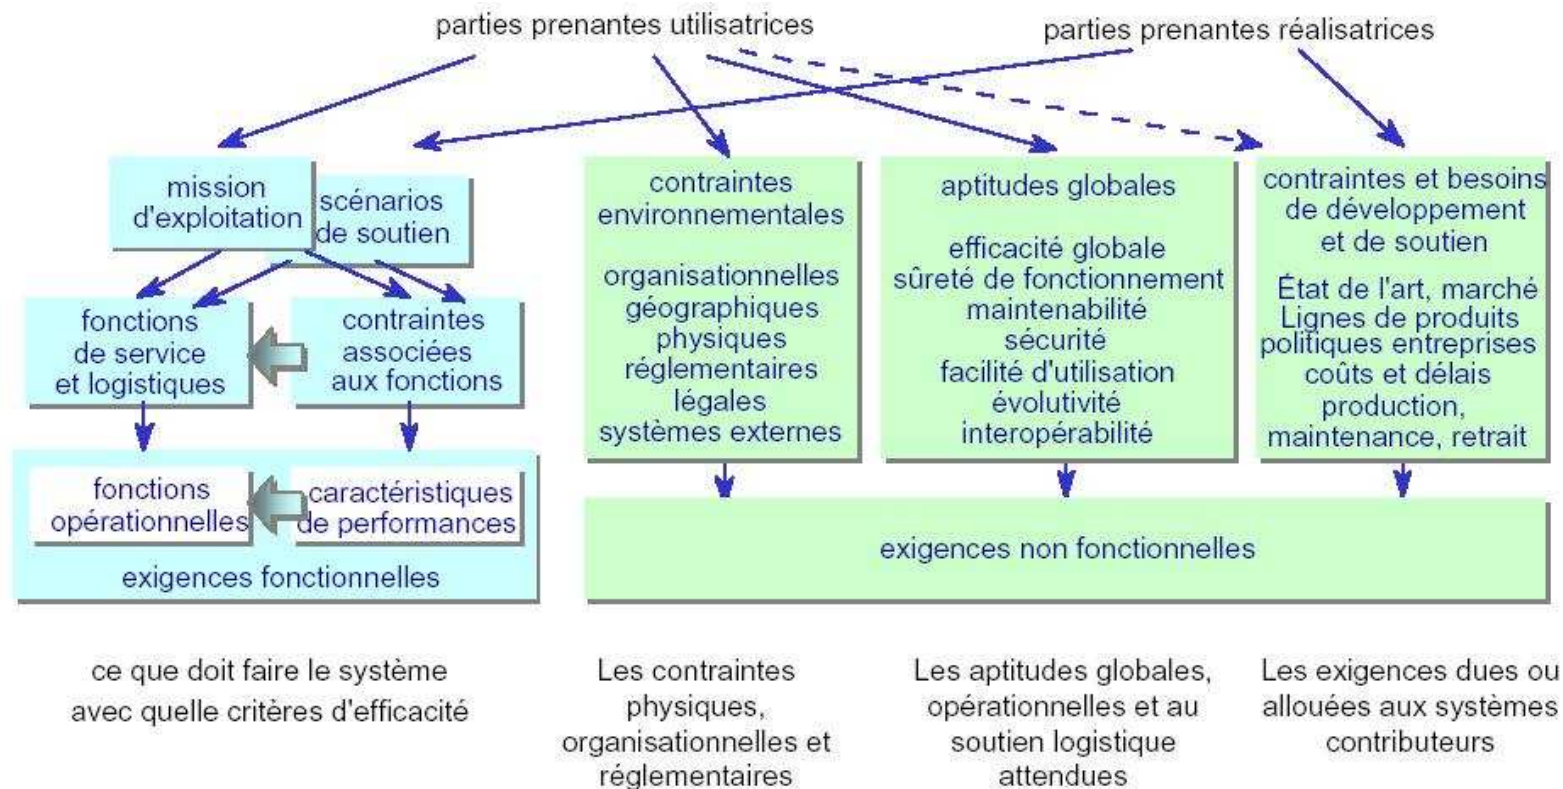 parties prenantes utilisatrices
parties prenantes réalisatrices
mission
d'exploitation
scénarios
de soutien
fonctions
de service
et logistiques
contraintes
associées
aux fonctions
fonctions
opérationnelles
caractéristiques
de performances
exigences fonctionnelles
contraintes
environnementales
organisationnelles
géographiques
physiques
réglementaires
légales
systèmes externes
aptitudes globales
efficacité globale
sûreté de fonctionnement
maintenabilité
sécurité
facilité d'utilisation
évolutivité
interopérabilité
contraintes et besoins
de développement
et de soutien
État de l'art, marché
Lignes de produits
politiques entreprises
coûts et délais
production,
maintenance, retrait
exigences non fonctionnelles
ce que doit faire le système
avec quelle critères d'efficacité
Les contraintes
physiques,
organisationnelles et
réglementaires
Les aptitudes globales,
opérationnelles et au
soutien logistique
attendues
Les exigences dues ou
allouées aux systèmes
contributeurs